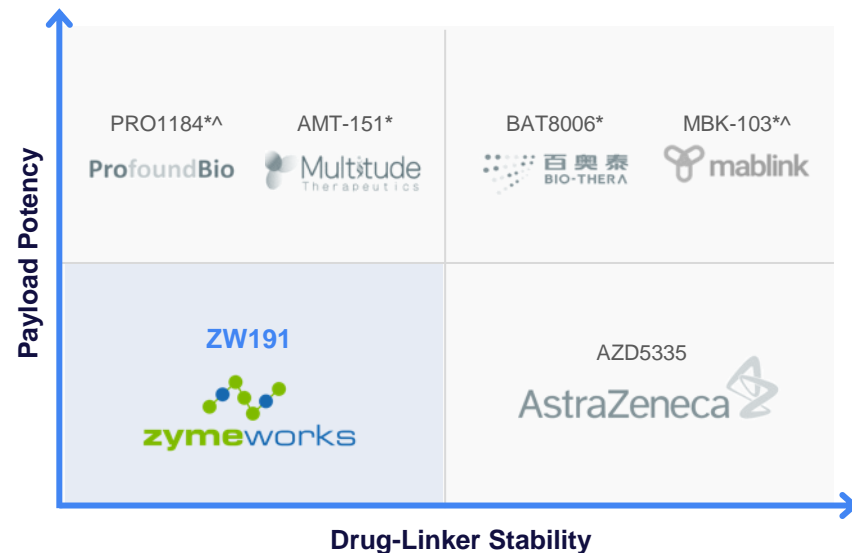 PRO1184*^
AMT-151*
BAT8006*
MBK-103*^
ProfoundBio
Multitude
Therapeutics
百奥泰
BIO-THERA
mablink
Payload Potency
ZW191
zymeworks
AZD5335
AstraZeneca
Drug-Linker Stability